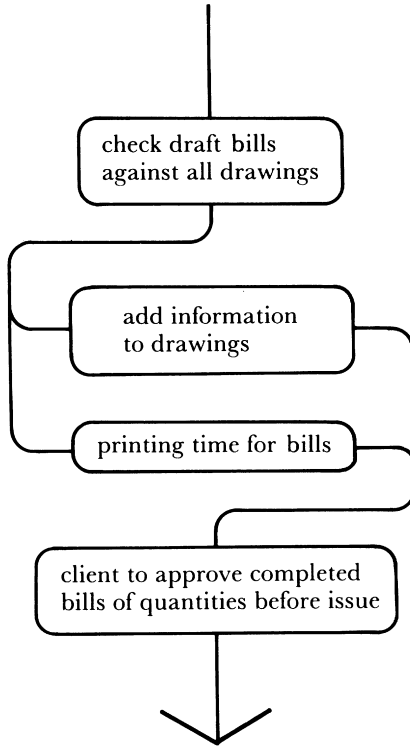 check draft bills
against all drawings
add information
to drawings
printing time for bills
client to approve completed
bills of quantities before issue